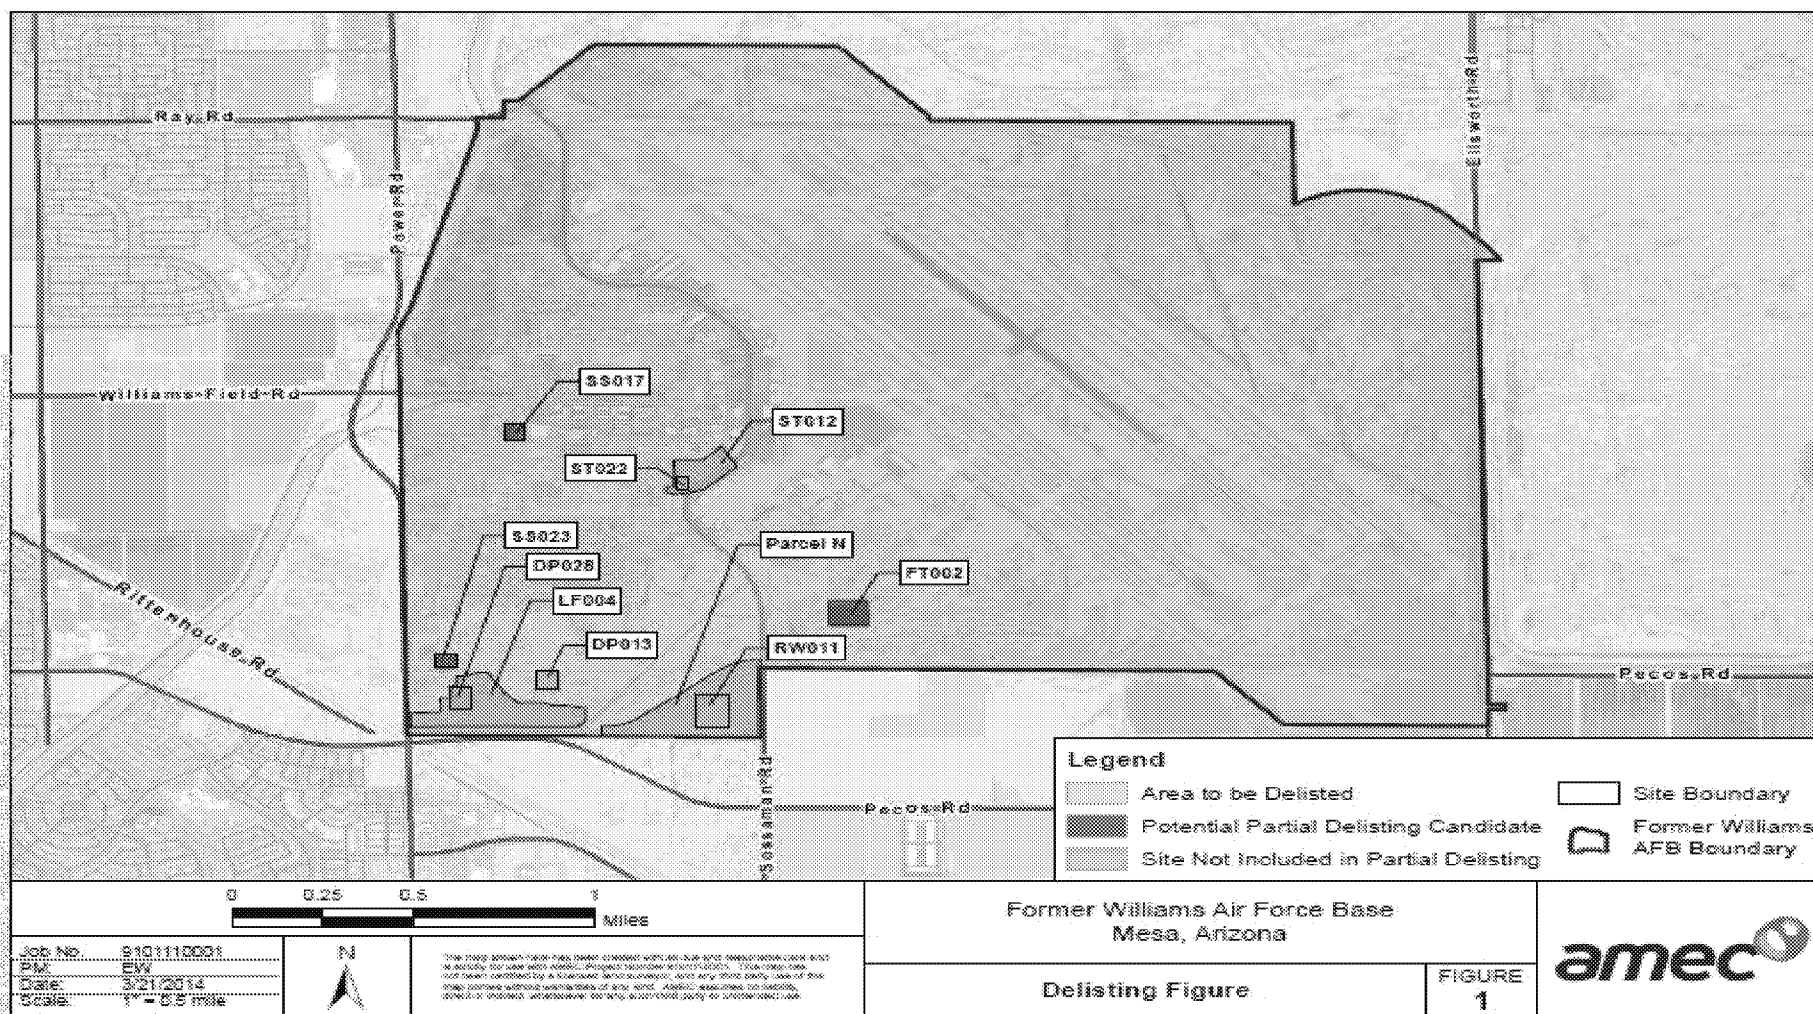 Ray Rd
Ellsworth Rd
Power Rd
SS017
Williams Field Rd
ST012
ST022
SS023
Parcel N
DP028
FT002
LF004
Rittenhouse Rd
DP013
RW011
Pecos Rd
Legend
Area to be Delisted
Site Boundary
Potential Partial Delisting Candidate
Former Williams
AFB Boundary
Site Not Included in Partial Delisting
Pecos Rd
Sossaman Rd
0 0.25 0.5 1
Miles
Former Williams Air Force Base
Mesa, Arizona
Job No. 9101110001
PM: EW
Date: 3/21/2014
Scale: 1" = 0.5 mile
N
Delisting Figure
FIGURE
1
amec